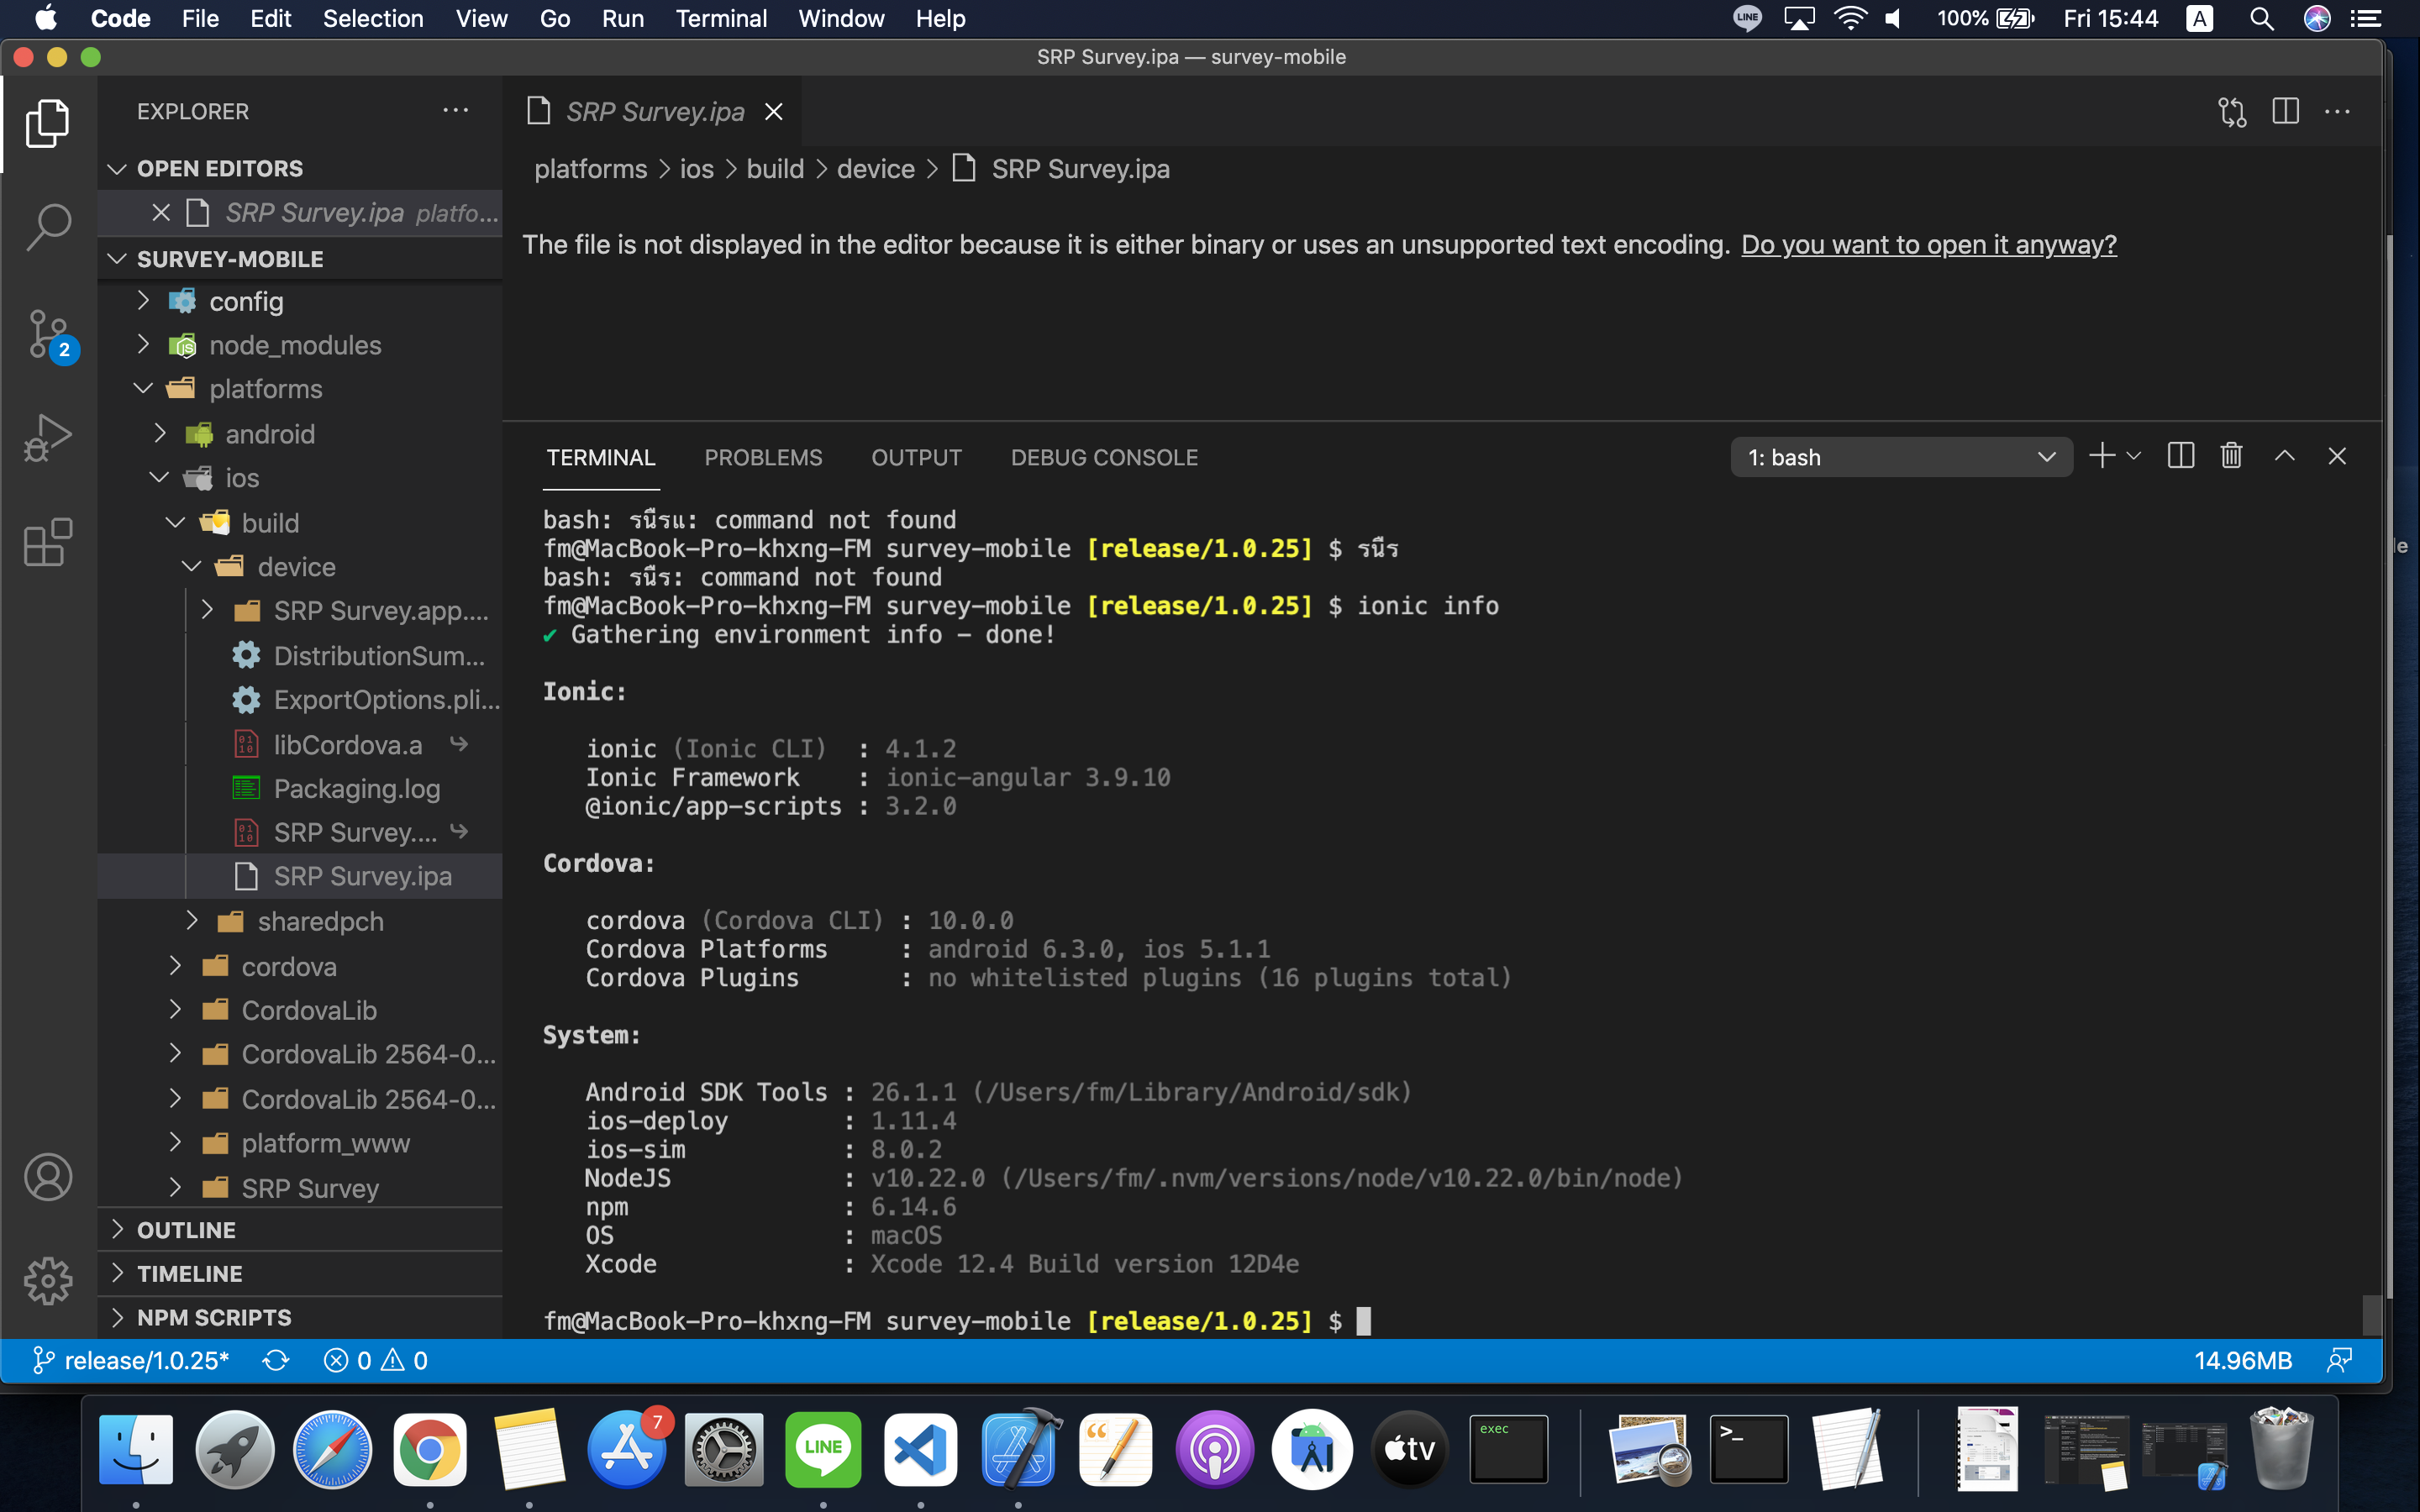 Code File Edit Selection View Go Run Terminal Window Help LINE 100% Fri 15:44 A
SRP Survey.ipa — survey-mobile
EXPLORER
OPEN EDITORS
SRP Survey.ipa platfo...
SURVEY-MOBILE
config
node_modules
platforms
android
ios
build
device
SRP Survey.app....
DistributionSum...
ExportOptions.pli...
libCordova.a
Packaging.log
SRP Survey....
SRP Survey.ipa
sharedpch
cordova
CordovaLib
CordovaLib 2564-0...
CordovaLib 2564-0...
platform_www
SRP Survey
OUTLINE
TIMELINE
NPM SCRIPTS
2
SRP Survey.ipa
platforms > ios > build > device > SRP Survey.ipa
The file is not displayed in the editor because it is either binary or uses an unsupported text encoding. Do you want to open it anyway?
TERMINAL PROBLEMS OUTPUT DEBUG CONSOLE 1: bash
bash: รนืรแ: command not found
fm@MacBook-Pro-khxng-FM survey-mobile [release/1.0.25] $ รนืร
bash: รนืร: command not found
fm@MacBook-Pro-khxng-FM survey-mobile [release/1.0.25] $ ionic info
✔ Gathering environment info - done!
Ionic:
ionic (Ionic CLI) : 4.1.2
Ionic Framework : ionic-angular 3.9.10
@ionic/app-scripts : 3.2.0
Cordova:
cordova (Cordova CLI) : 10.0.0
Cordova Platforms : android 6.3.0, ios 5.1.1
Cordova Plugins : no whitelisted plugins (16 plugins total)
System:
Android SDK Tools : 26.1.1 (/Users/fm/Library/Android/sdk)
ios-deploy : 1.11.4
ios-sim : 8.0.2
NodeJS : v10.22.0 (/Users/fm/.nvm/versions/node/v10.22.0/bin/node)
npm : 6.14.6
OS : macOS
Xcode : Xcode 12.4 Build version 12D4e
fm@MacBook-Pro-khxng-FM survey-mobile [release/1.0.25] $
le
release/1.0.25* 0 0 14.96MB
7
LINE
tv
exec
>_